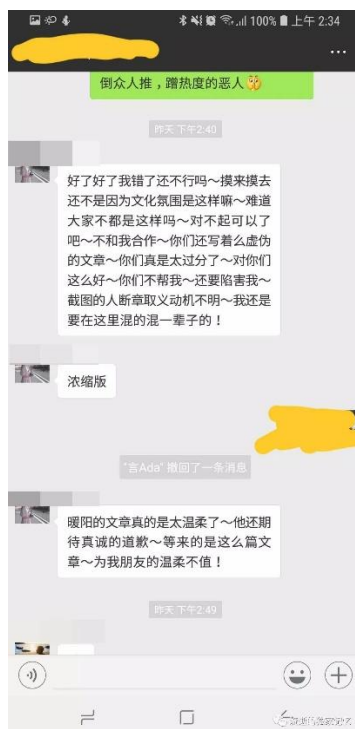 100% 上午 2:34
倒众人推，蹭热度的恶人
昨天 下午2:40
好了好了我错了还不行吗～摸来摸去
还不是因为文化氛围是这样嘛～难道
大家不都是这样吗～对不起可以了
吧～不和我合作～你们还写着么虚伪
的文章～你们真是太过分了～对你们
这么好～你们不帮我～还要陷害我～
截图的人断章取义动机不明～我还是
要在这里混的混一辈子的！
浓缩版
"言Ada" 撤回了一条消息
暖阳的文章真的是太温柔了～他还期
待真诚的道歉～等来的是这么篇文
章～为我朋友的温柔不值！
昨天 下午2:49